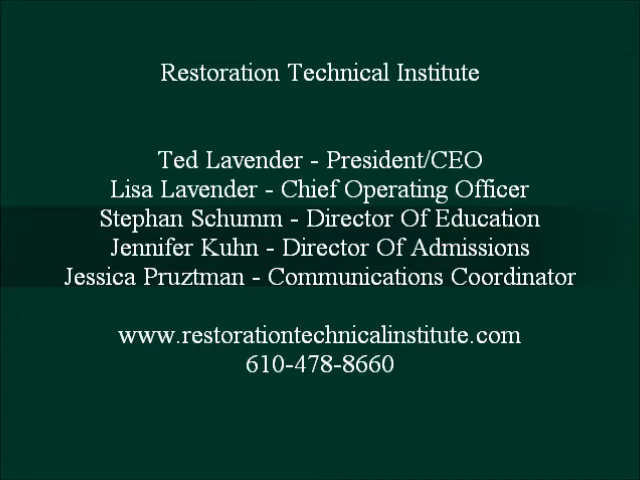 Restoration Technical Institute
Ted Lavender - President/CEO
Lisa Lavender - Chief Operating Officer
Stephan Schumm - Director Of Education
Jennifer Kuhn - Director Of Admissions
Jessica Pruztman - Communications Coordinator
www.restorationtechnicalinstitute.com
610-478-8660